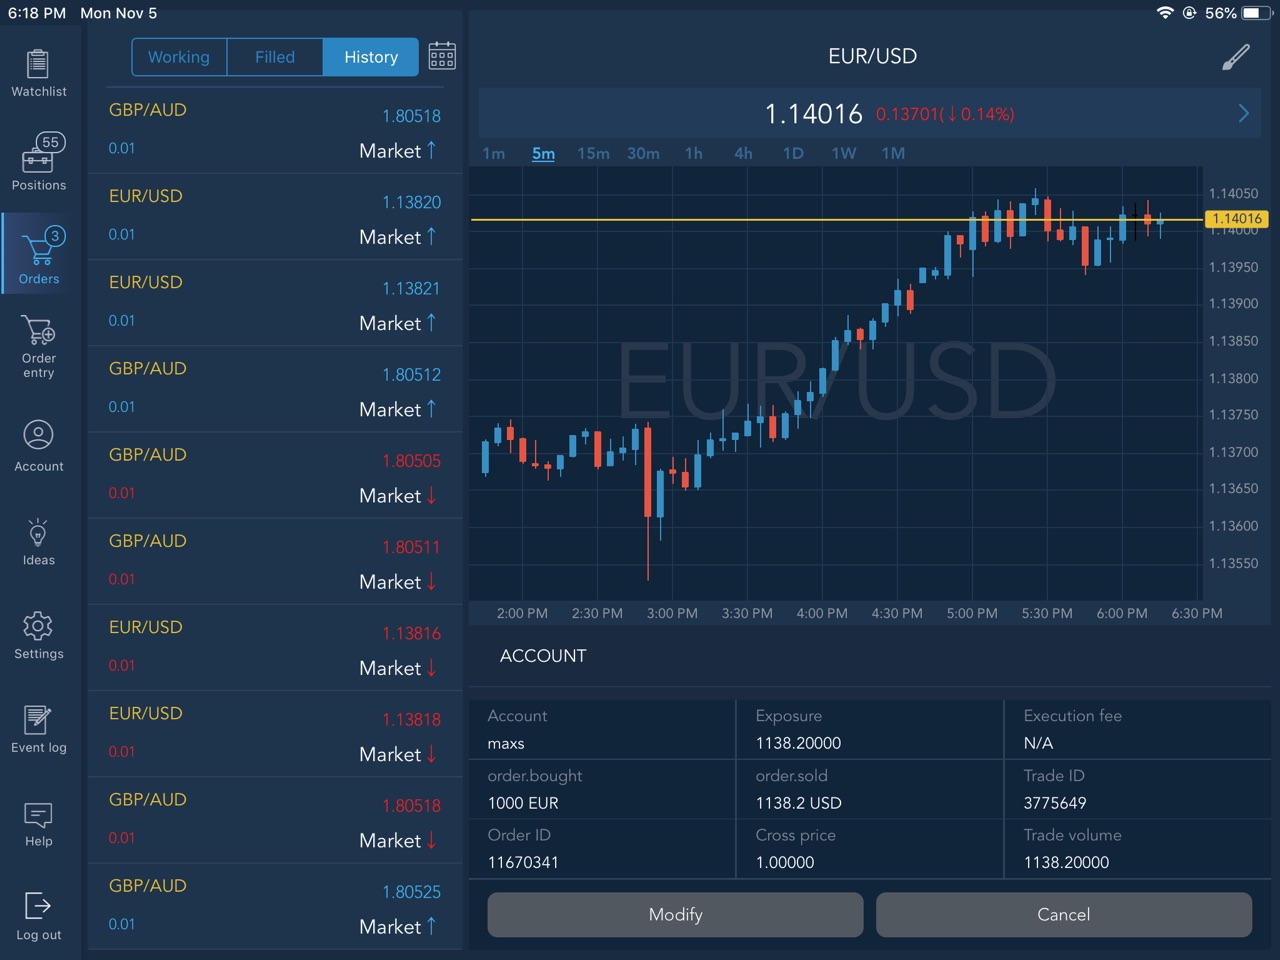 6:18 PM Mon Nov 5
56%
Watchlist
55
Positions
3
Orders
Order
entry
Account
Ideas
Settings
Event log
Help
Log out
Working Filled History
GBP/AUD 1.80518
0.01 Market ↑
EUR/USD 1.13820
0.01 Market ↑
EUR/USD 1.13821
0.01 Market ↑
GBP/AUD 1.80512
0.01 Market ↑
GBP/AUD 1.80505
0.01 Market ↓
GBP/AUD 1.80511
0.01 Market ↓
EUR/USD 1.13816
0.01 Market ↓
EUR/USD 1.13818
0.01 Market ↓
GBP/AUD 1.80518
0.01 Market ↓
GBP/AUD 1.80525
0.01 Market ↑
EUR/USD
1.14016 0.13701(↓0.14%)
1m 5m 15m 30m 1h 4h 1D 1W 1M
EUR/USD
1.14050
1.14016
1.14000
1.13950
1.13900
1.13850
1.13800
1.13750
1.13700
1.13650
1.13600
1.13550
2:00 PM 2:30 PM 3:00 PM 3:30 PM 4:00 PM 4:30 PM 5:00 PM 5:30 PM 6:00 PM 6:30 PM
ACCOUNT
Account Exposure Execution fee
maxs 1138.20000 N/A
order.bought order.sold Trade ID
1000 EUR 1138.2 USD 3775649
Order ID Cross price Trade volume
11670341 1.00000 1138.20000
Modify Cancel